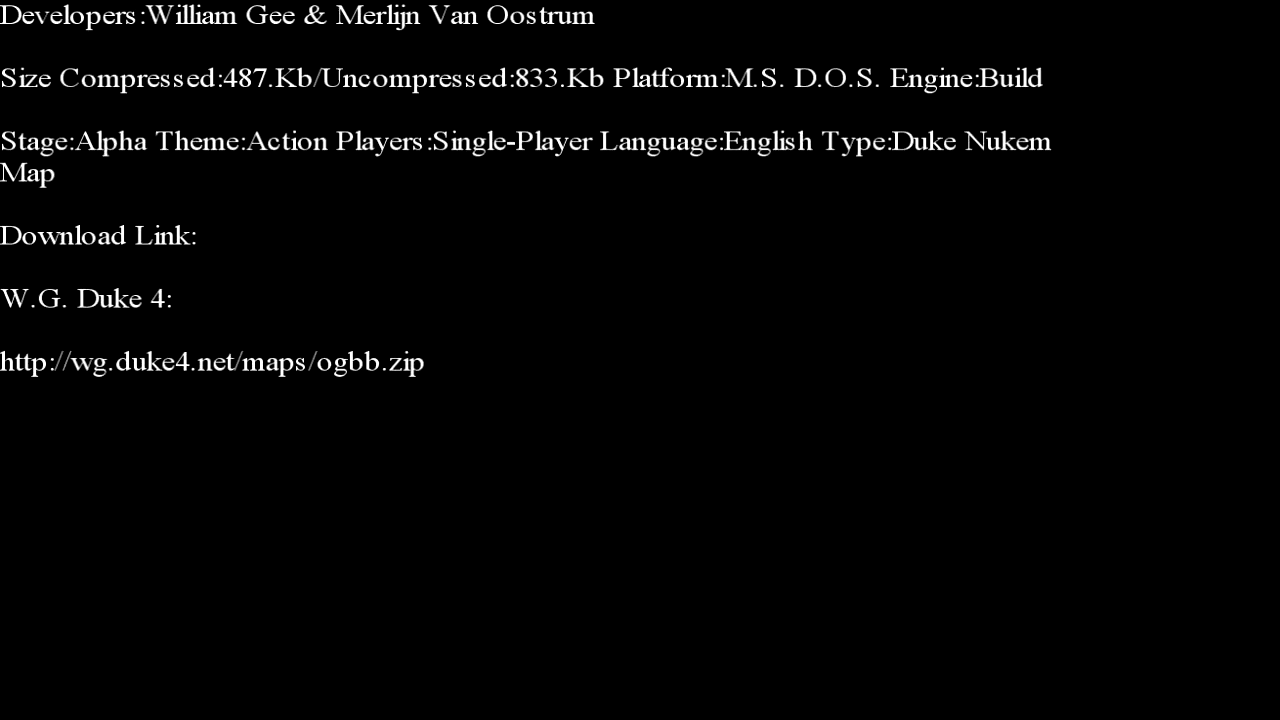 Developers:William Gee & Merlijn Van Oostrum
Size Compressed:487.Kb/Uncompressed:833.Kb Platform:M.S. D.O.S. Engine:Build
Stage:Alpha Theme:Action Players:Single-Player Language:English Type:Duke Nukem
Map
Download Link:
W.G. Duke 4:
http://wg.duke4.net/maps/ogbb.zip